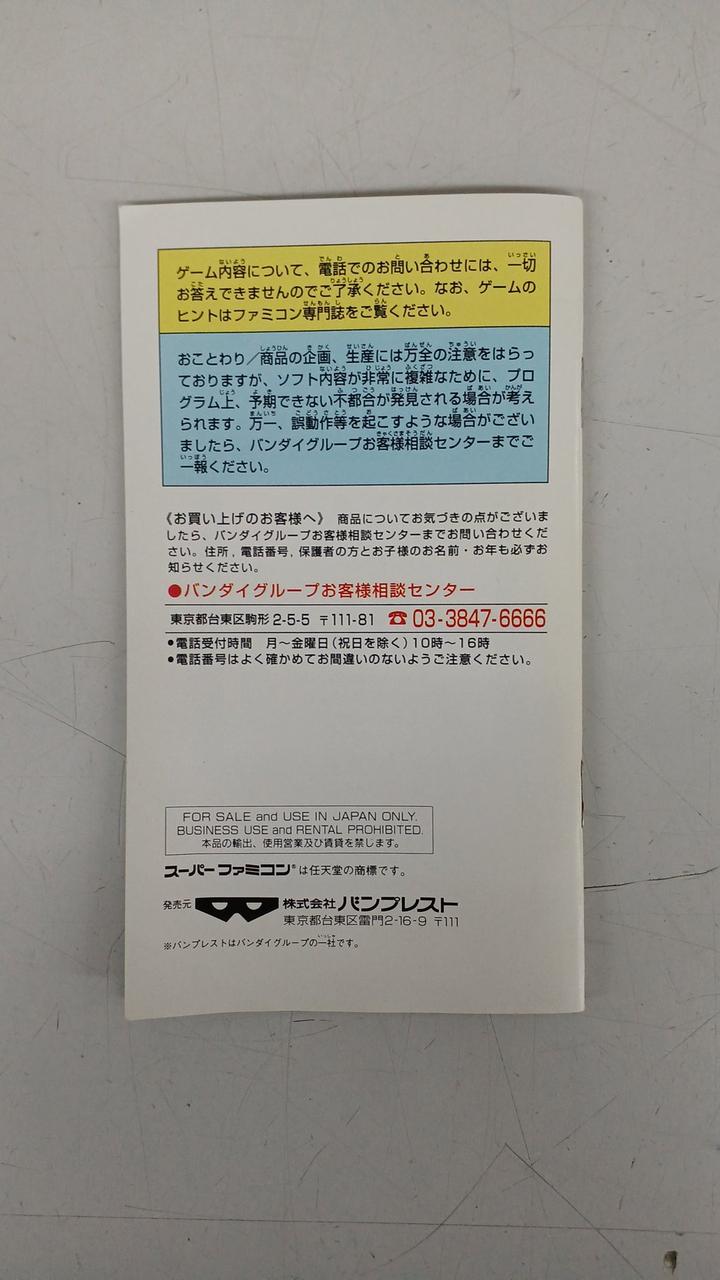 ゲーム内容について、電話でのお問い合わせには、一切
お答えできませんのでご了承ください。なお、ゲームの
ヒントはファミコン専門誌をご覧ください。
おことわり／商品の企画、生産には万全の注意をはらっ
ておりますが、ソフト内容が非常に複雑なために、プロ
グラム上、予期できない不都合が発見される場合が考え
られます。万一、誤動作等を起こすような場合がござい
ましたら、バンダイグループお客様相談センターまでご
一報ください。
《お買い上げのお客様へ》 商品についてお気づきの点がございま
したら、バンダイグループお客様相談センターまでお問い合わせくだ
さい。住所，電話番号，保護者の方とお子様のお名前・お年も必ずお
知らせください。
●バンダイグループお客様相談センター
東京都台東区駒形2-5-5 〒111-81 ☎03-3847-6666
●電話受付時間 月〜金曜日(祝日を除く)10時〜16時
●電話番号はよく確かめてお間違いのないようご注意ください。
FOR SALE and USE IN JAPAN ONLY.
BUSINESS USE and RENTAL PROHIBITED.
本品の輸出、使用営業及び賃貸を禁じます。
スーパーファミコン®は任天堂の商標です。
発売元 株式会社バンプレスト
東京都台東区雷門2-16-9 〒111
※バンプレストはバンダイグループの一社です。